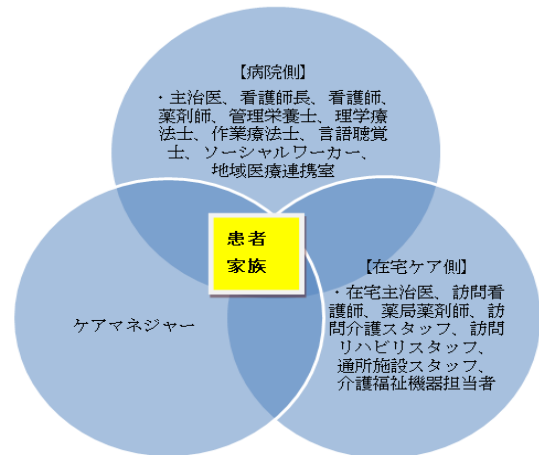 【病院側】
・主治医、看護師長、看護師、
薬剤師、管理栄養士、理学療
法士、作業療法士、言語聴覚
士、ソーシャルワーカー、
地域医療連携室
患者
家族
ケアマネジャー
【在宅ケア側】
・在宅主治医、訪問看
護師、薬局薬剤師、訪
問介護スタッフ、訪問
リハビリスタッフ、
通所施設スタッフ、
介護福祉機器担当者